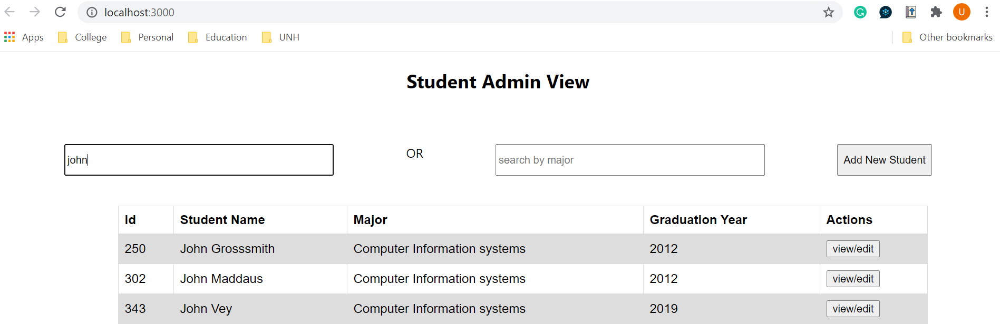 localhost:3000
U
Apps College Personal Education UNH Other bookmarks
Student Admin View
john OR search by major Add New Student
Id Student Name Major Graduation Year Actions
250 John Grosssmith Computer Information systems 2012 view/edit
302 John Maddaus Computer Information systems 2012 view/edit
343 John Vey Computer Information systems 2019 view/edit